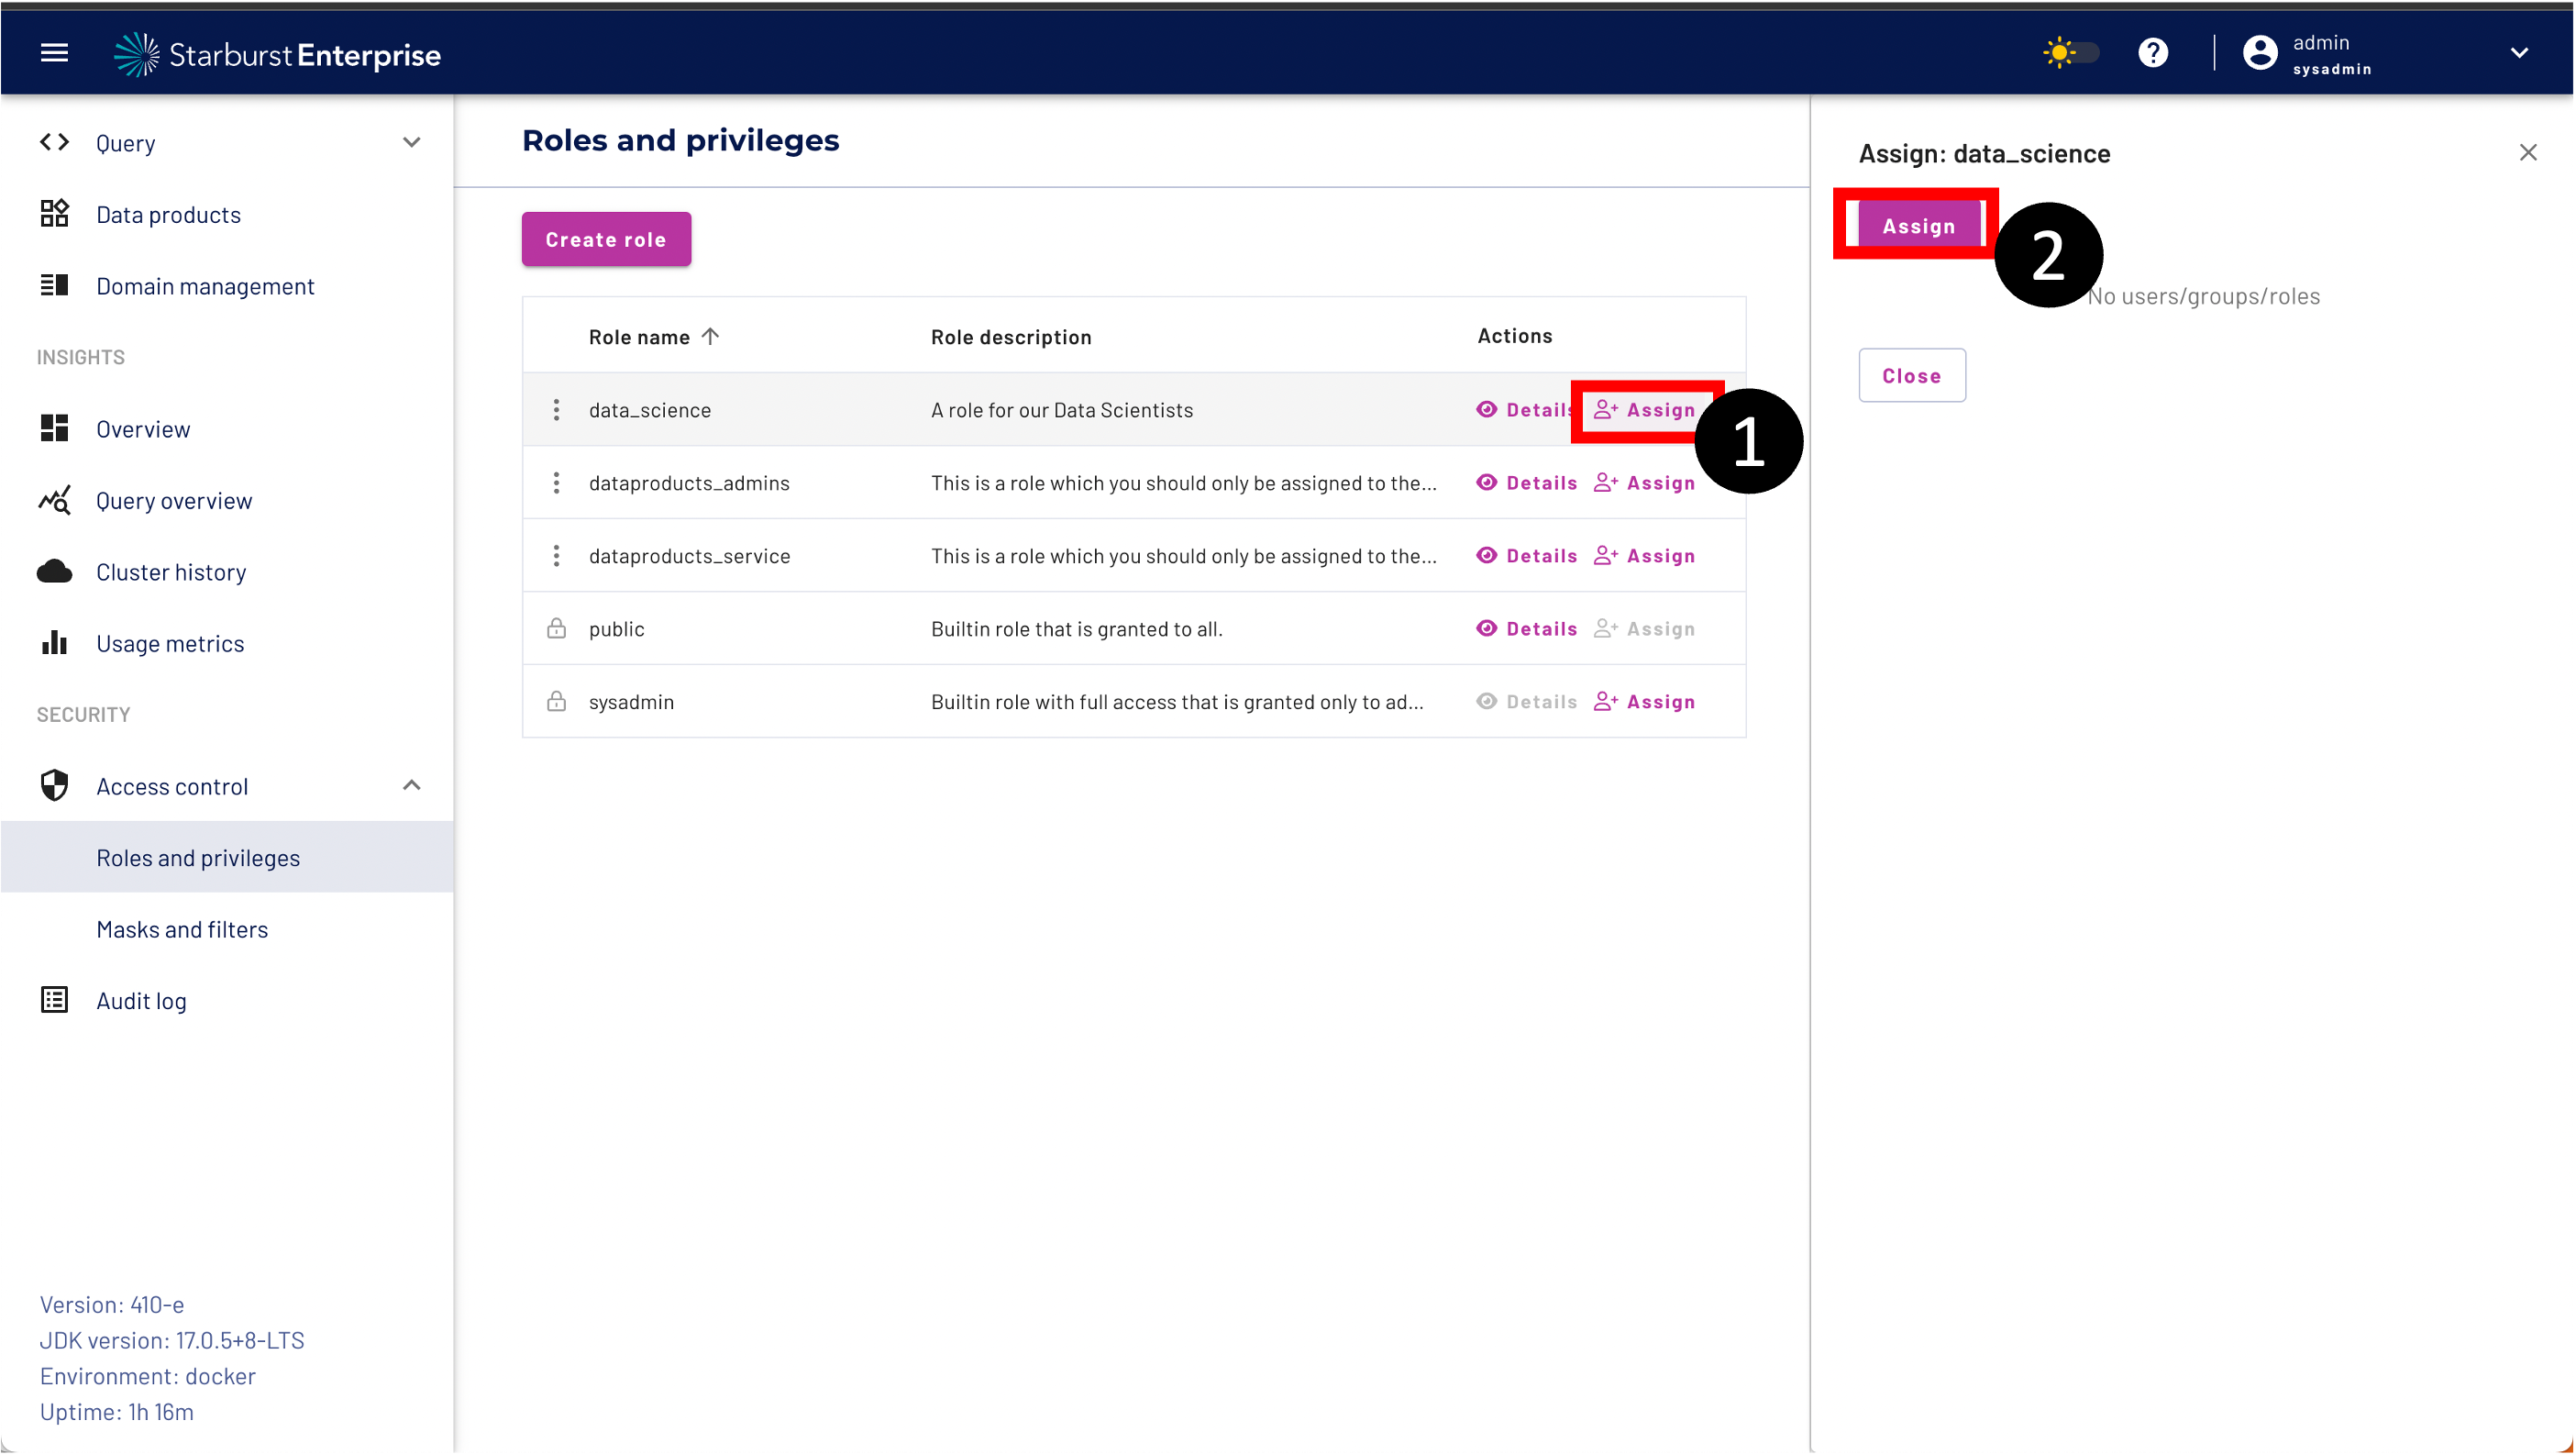 Starburst Enterprise
admin
sysadmin
Query
Data products
Domain management
INSIGHTS
Overview
Query overview
Cluster history
Usage metrics
SECURITY
Access control
Roles and privileges
Masks and filters
Audit log
Version: 410-e
JDK version: 17.0.5+8-LTS
Environment: docker
Uptime: 1h 16m
Roles and privileges
Create role
Role name Role description Actions
data_science A role for our Data Scientists Details Assign
1
dataproducts_admins This is a role which you should only be assigned to the... Details Assign
dataproducts_service This is a role which you should only be assigned to the... Details Assign
public Builtin role that is granted to all. Details Assign
sysadmin Builtin role with full access that is granted only to ad... Details Assign
Assign: data_science
Assign
2
No users/groups/roles
Close